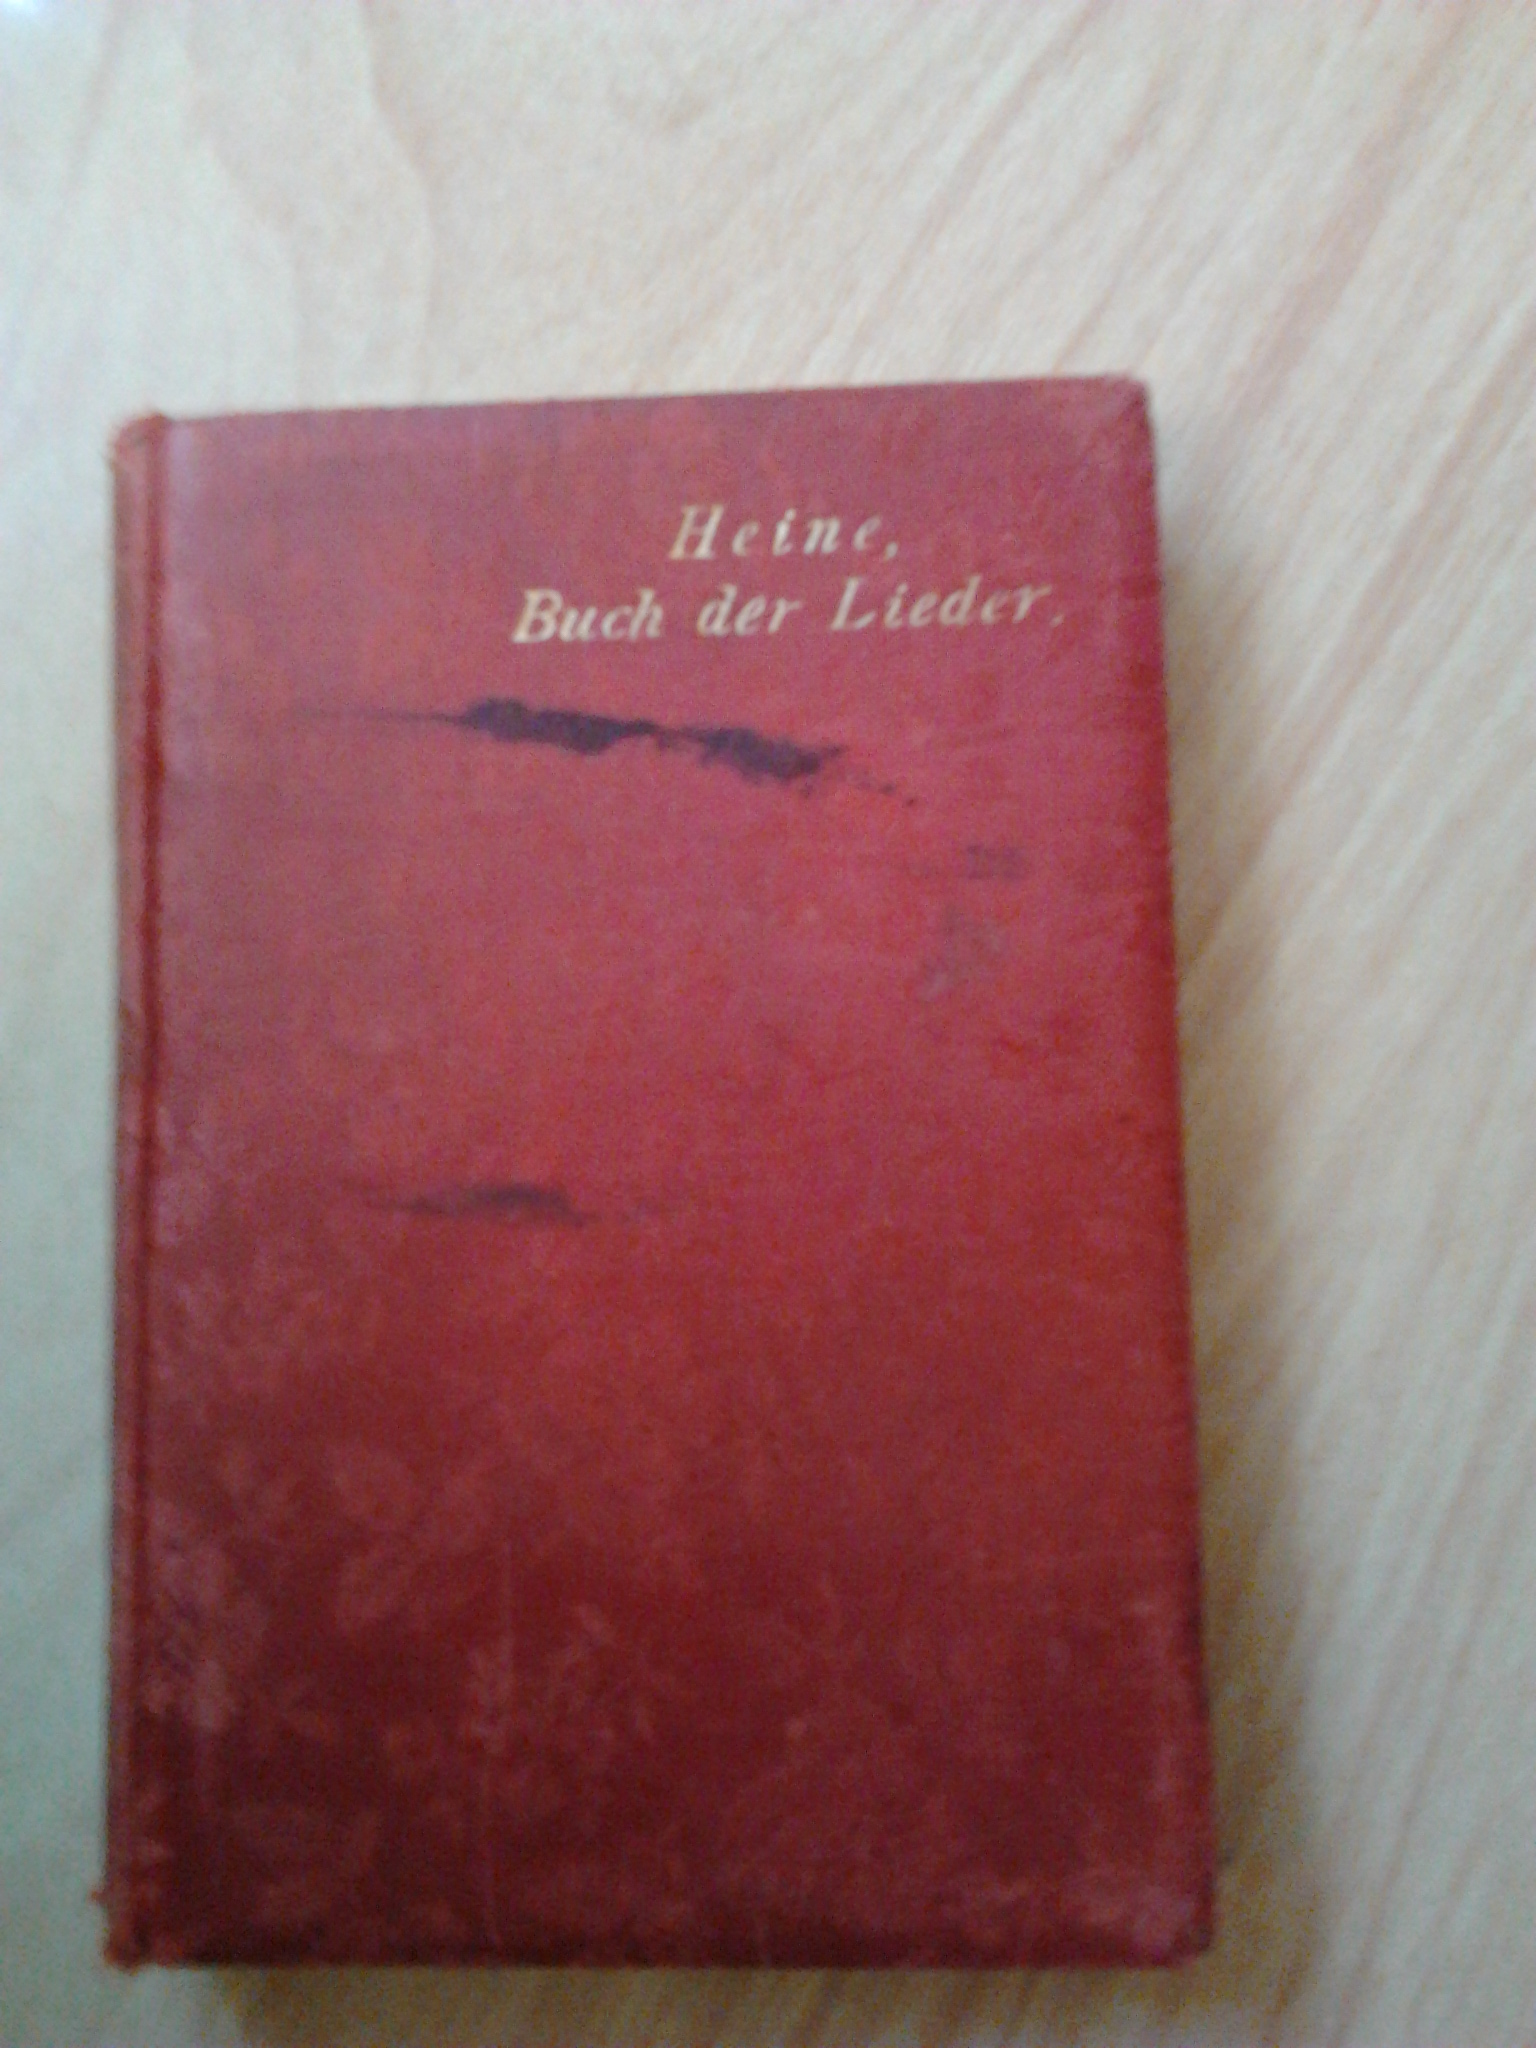 Heine,
Buch der Lieder.